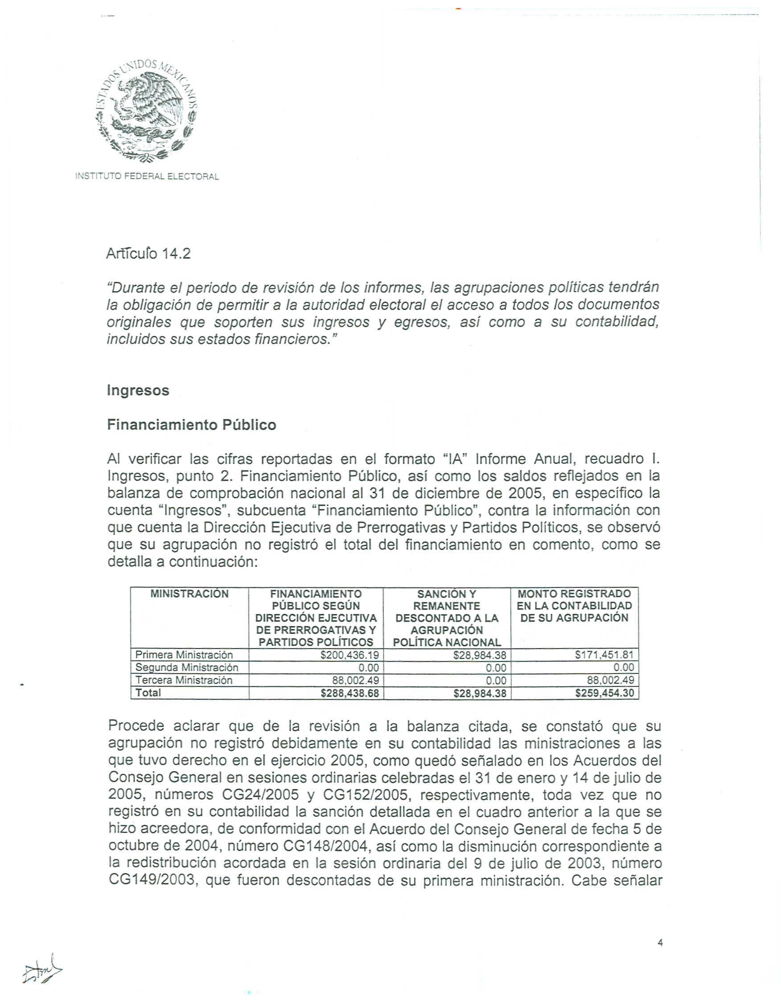 ESTADOS UNIDOS MEXICANOS
INSTITUTO FEDERAL ELECTORAL
Artículo 14.2
"Durante el periodo de revisión de los informes, las agrupaciones políticas tendrán
la obligación de permitir a la autoridad electoral el acceso a todos los documentos
originales que soporten sus ingresos y egresos, así como a su contabilidad,
incluidos sus estados financieros."
Ingresos
Financiamiento Público
Al verificar las cifras reportadas en el formato "IA" Informe Anual, recuadro I.
Ingresos, punto 2. Financiamiento Público, así como los saldos reflejados en la
balanza de comprobación nacional al 31 de diciembre de 2005, en específico la
cuenta "Ingresos", subcuenta "Financiamiento Público", contra la información con
que cuenta la Dirección Ejecutiva de Prerrogativas y Partidos Políticos, se observó
que su agrupación no registró el total del financiamiento en comento, como se
detalla a continuación:
MINISTRACIÓN FINANCIAMIENTO SANCIÓN Y MONTO REGISTRADO
PÚBLICO SEGÚN REMANENTE EN LA CONTABILIDAD
DIRECCIÓN EJECUTIVA DESCONTADO A LA DE SU AGRUPACIÓN
DE PRERROGATIVAS Y AGRUPACIÓN
PARTIDOS POLÍTICOS POLÍTICA NACIONAL
Primera Ministración $200,436.19 $28,984.38 $171,451.81
Segunda Ministración 0.00 0.00 0.00
Tercera Ministración 88,002.49 0.00 88,002.49
Total $288,438.68 $28,984.38 $259,454.30
Procede aclarar que de la revisión a la balanza citada, se constató que su
agrupación no registró debidamente en su contabilidad las ministraciones a las
que tuvo derecho en el ejercicio 2005, como quedó señalado en los Acuerdos del
Consejo General en sesiones ordinarias celebradas el 31 de enero y 14 de julio de
2005, números CG24/2005 y CG152/2005, respectivamente, toda vez que no
registró en su contabilidad la sanción detallada en el cuadro anterior a la que se
hizo acreedora, de conformidad con el Acuerdo del Consejo General de fecha 5 de
octubre de 2004, número CG148/2004, así como la disminución correspondiente a
la redistribución acordada en la sesión ordinaria del 9 de julio de 2003, número
CG149/2003, que fueron descontadas de su primera ministración. Cabe señalar
4